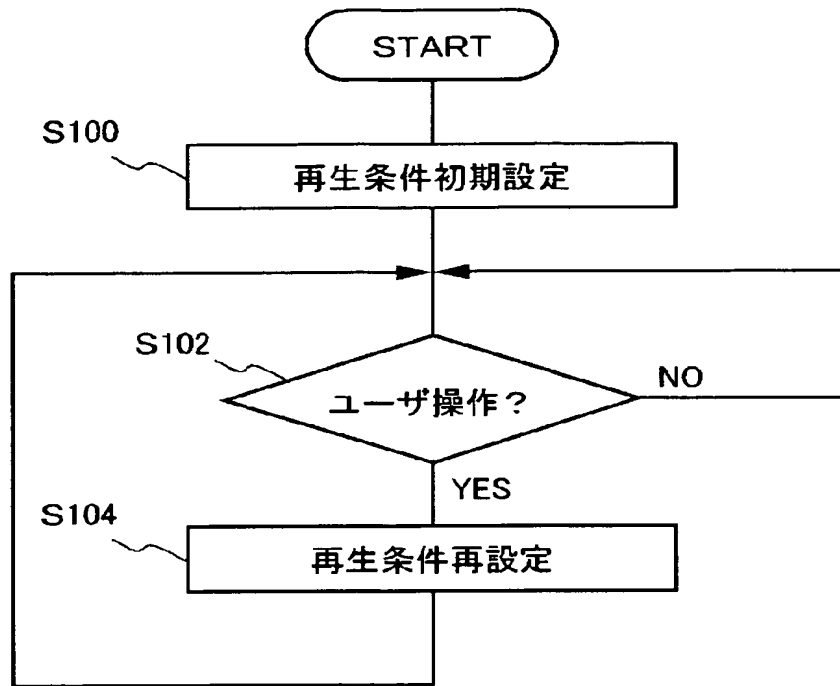 START
S100
再生条件初期設定
S102
ユーザ操作?
NO
YES
S104
再生条件再設定